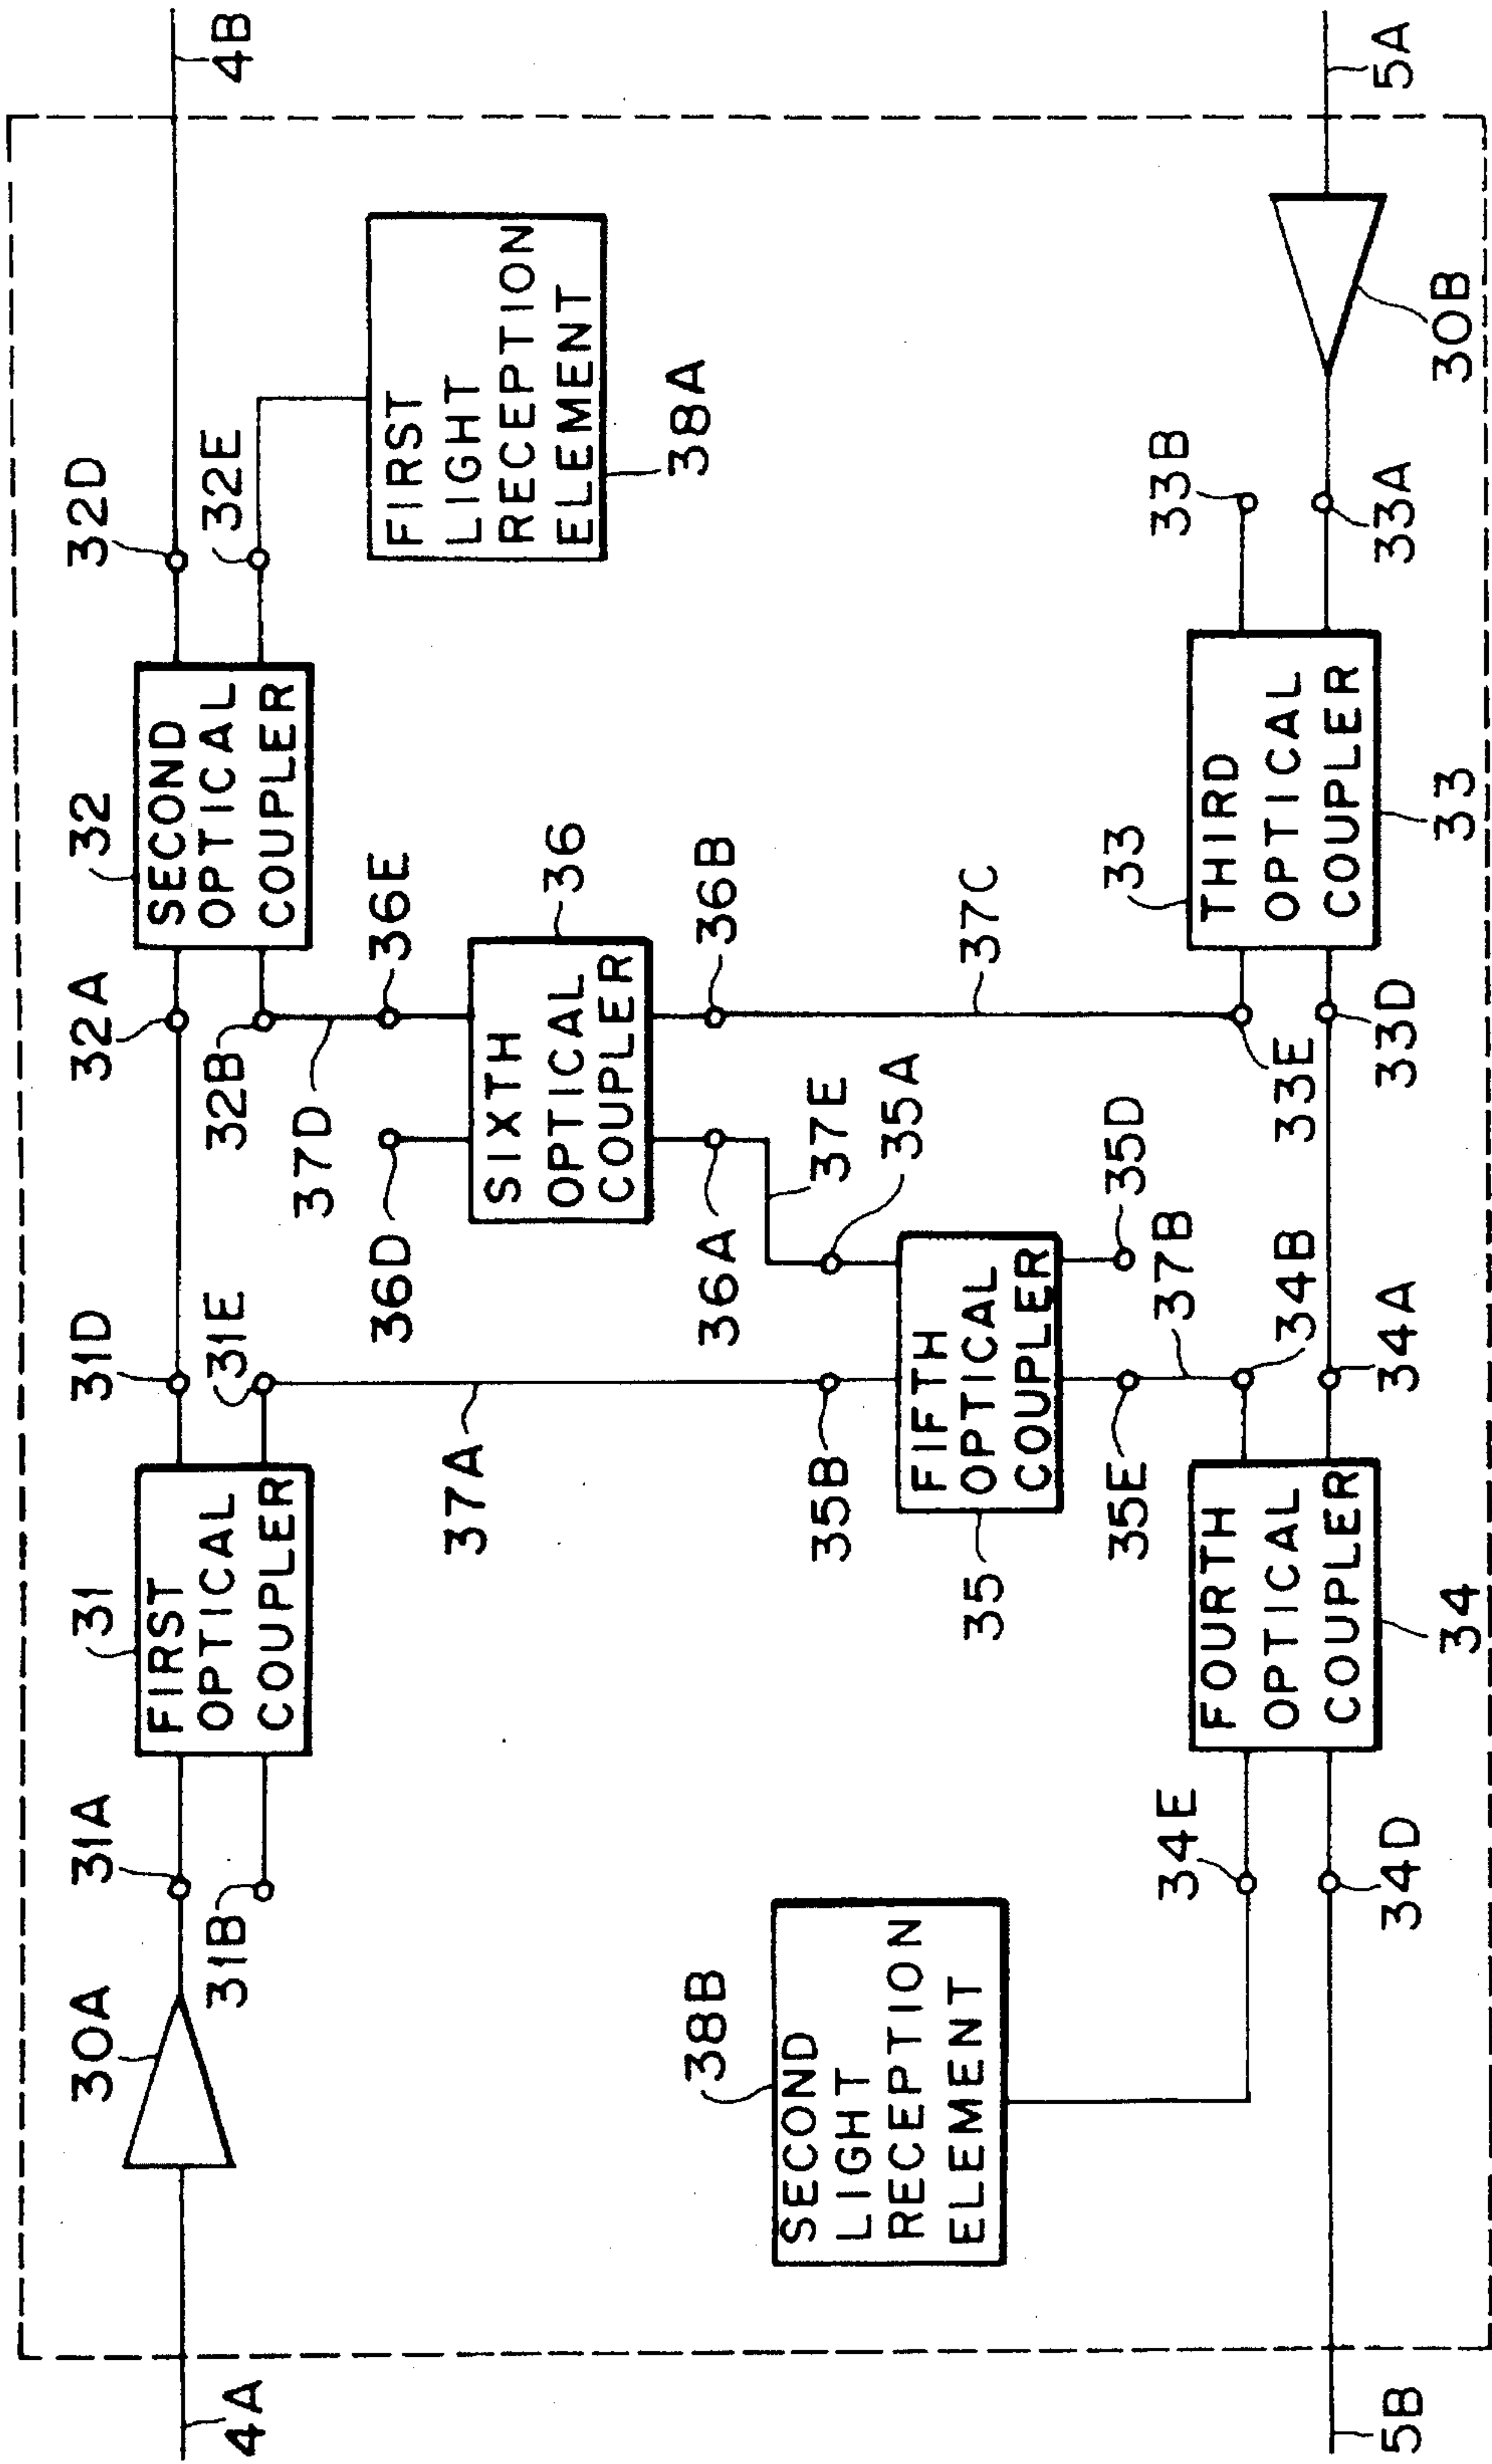 4A
30A
31A
31B
31
FIRST
OPTICAL
COUPLER
31D
31E
32A
32B
32
SECOND
OPTICAL
COUPLER
32D
32E
4B
FIRST
LIGHT
RECEPTION
ELEMENT
38A
37A
37D
36D
36E
SIXTH
OPTICAL
COUPLER
36
36A
36B
37E
37C
35B
35A
FIFTH
OPTICAL
COUPLER
35
35E
35D
37B
SECOND
LIGHT
RECEPTION
ELEMENT
38B
34E
34D
FOURTH
OPTICAL
COUPLER
34
34B
34A
33E
33D
33
THIRD
OPTICAL
COUPLER
33
33B
33A
30B
5A
5B